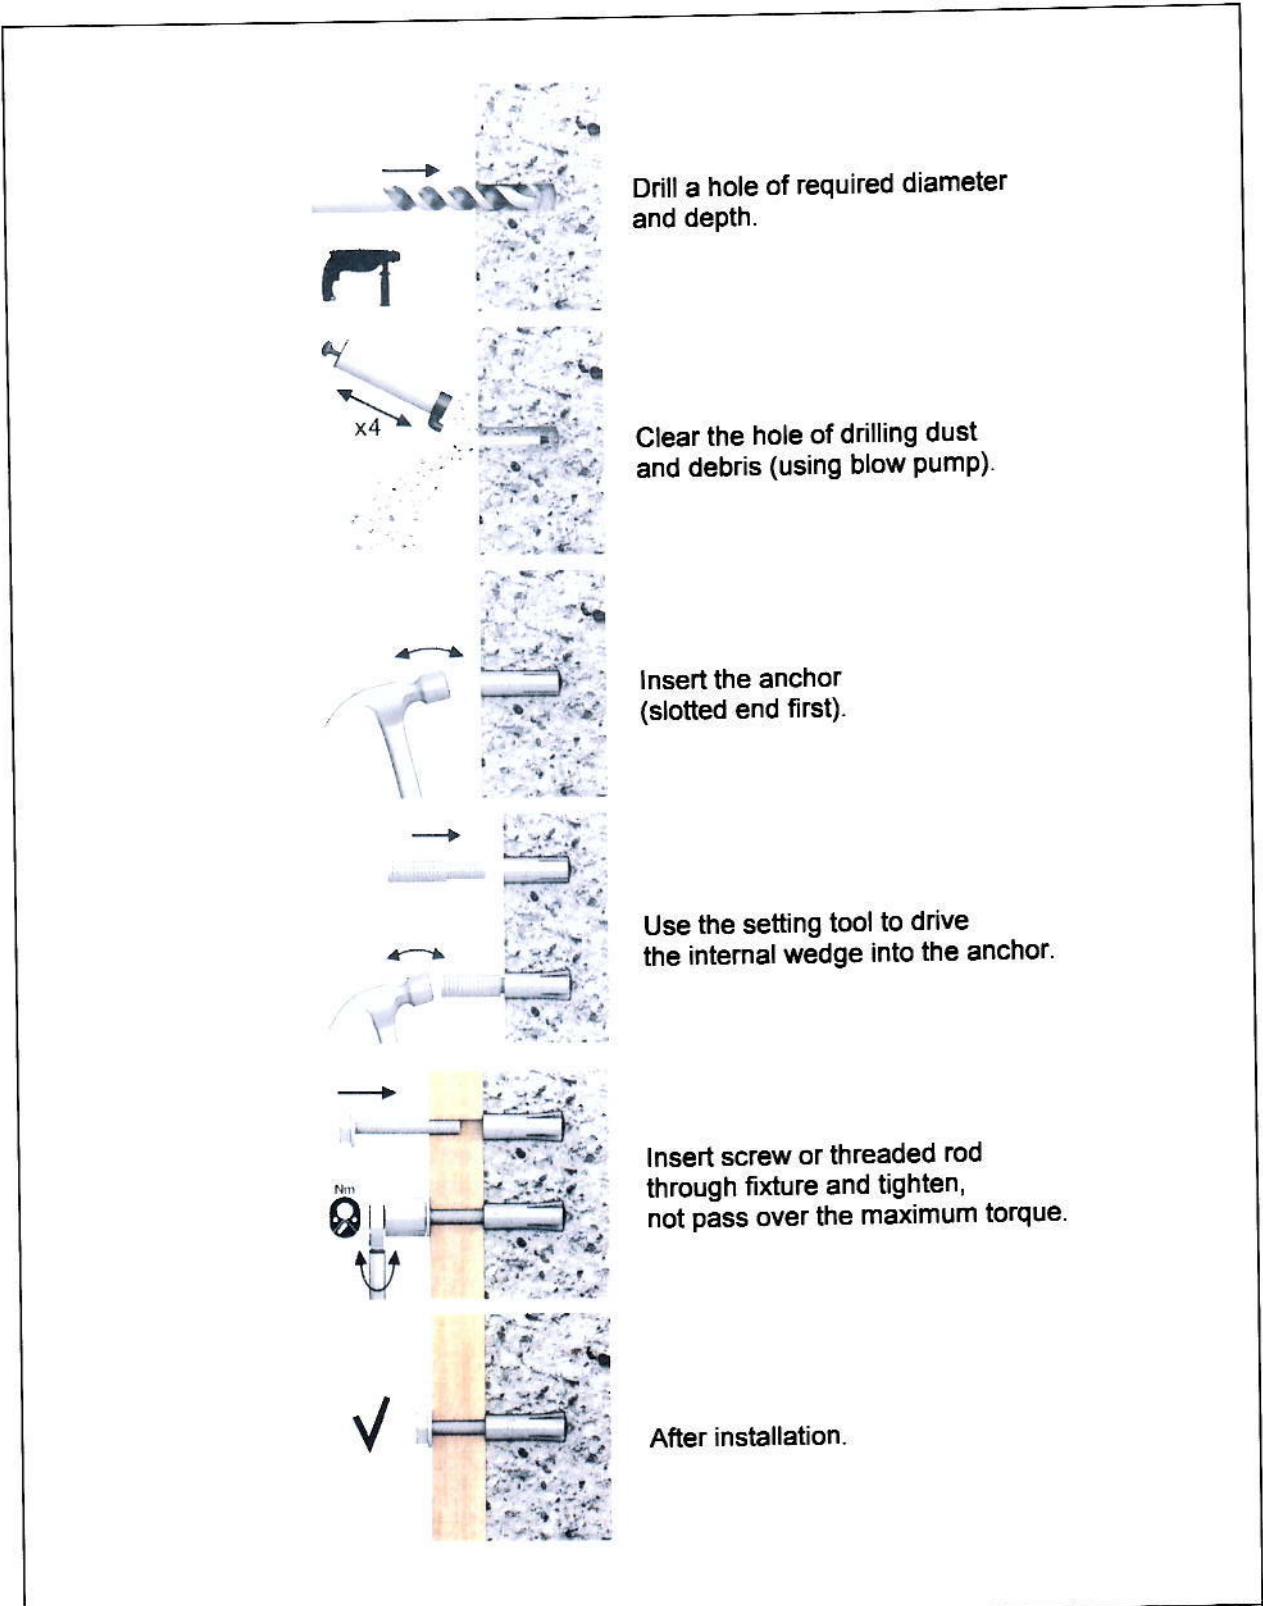 Drill a hole of required diameter
and depth.
x4
Clear the hole of drilling dust
and debris (using blow pump).
Insert the anchor
(slotted end first).
Use the setting tool to drive
the internal wedge into the anchor.
Insert screw or threaded rod
through fixture and tighten,
not pass over the maximum torque.
Nm
After installation.